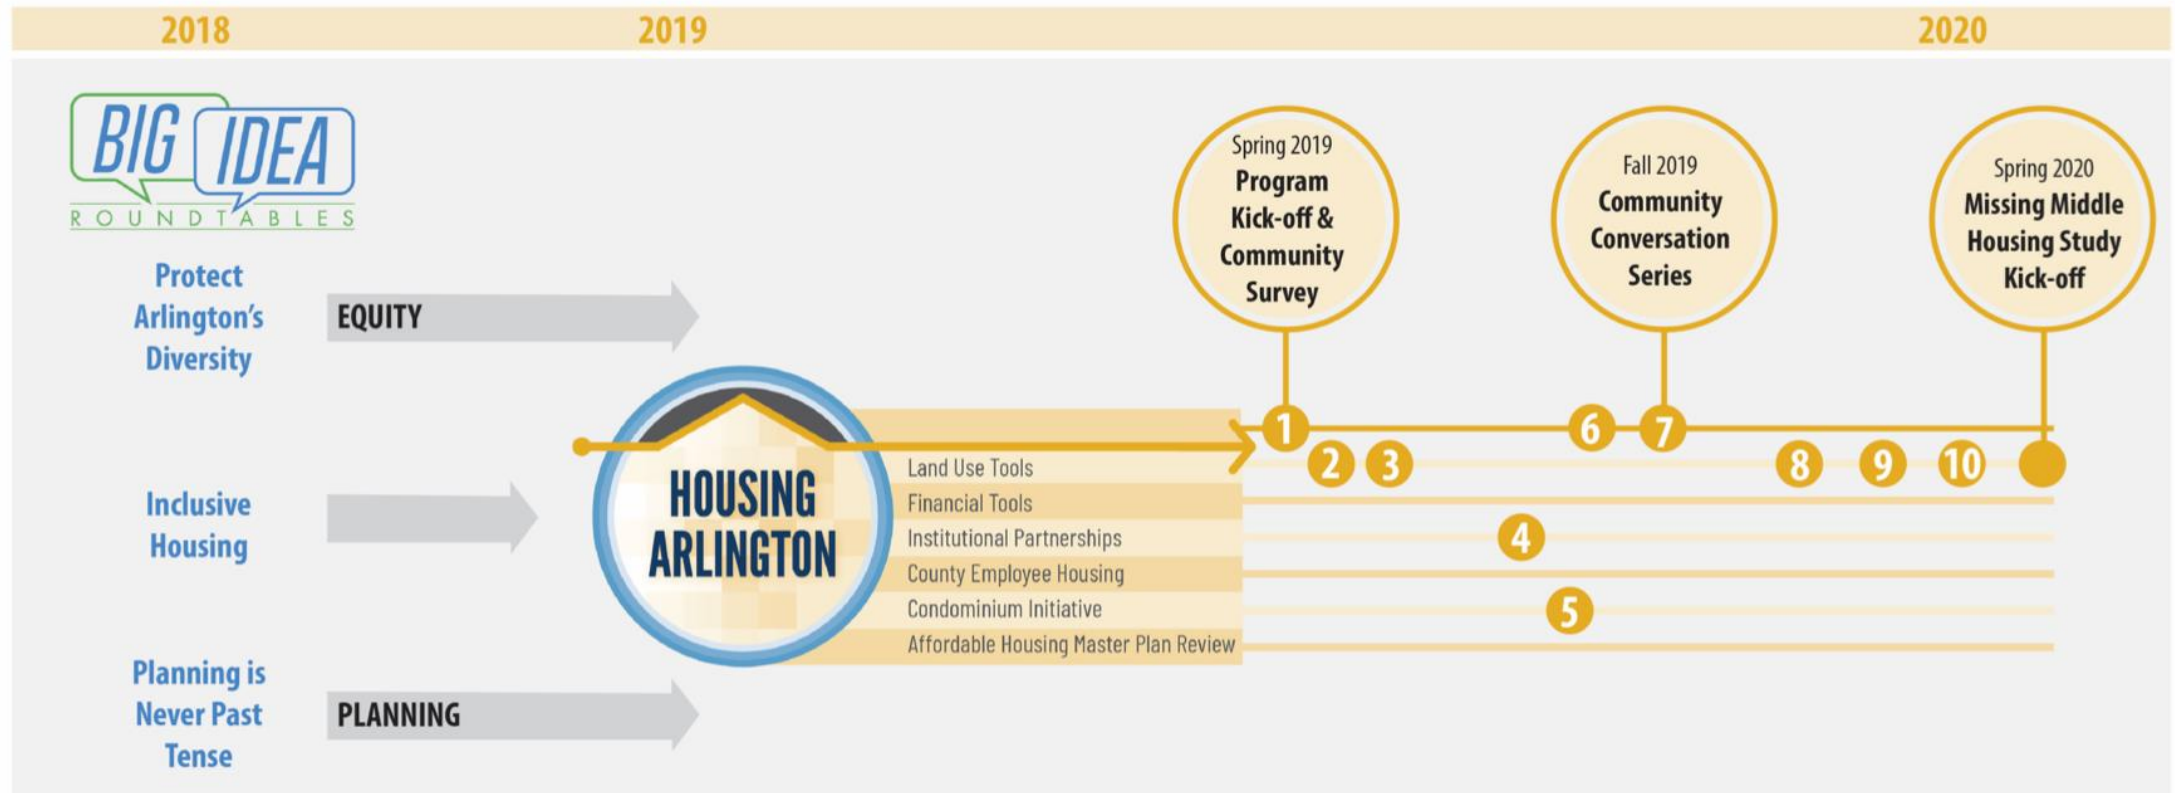 2018
2019
2020
BIG IDEA
ROUNDTABLES
Protect
Arlington's
Diversity
EQUITY
Inclusive
Housing
Planning is
Never Past
Tense
PLANNING
HOUSING
ARLINGTON
Land Use Tools
Financial Tools
Institutional Partnerships
County Employee Housing
Condominium Initiative
Affordable Housing Master Plan Review
Spring 2019
Program
Kick-off &
Community
Survey
Fall 2019
Community
Conversation
Series
Spring 2020
Missing Middle
Housing Study
Kick-off
1
6
7
2
3
8
9
10
4
5